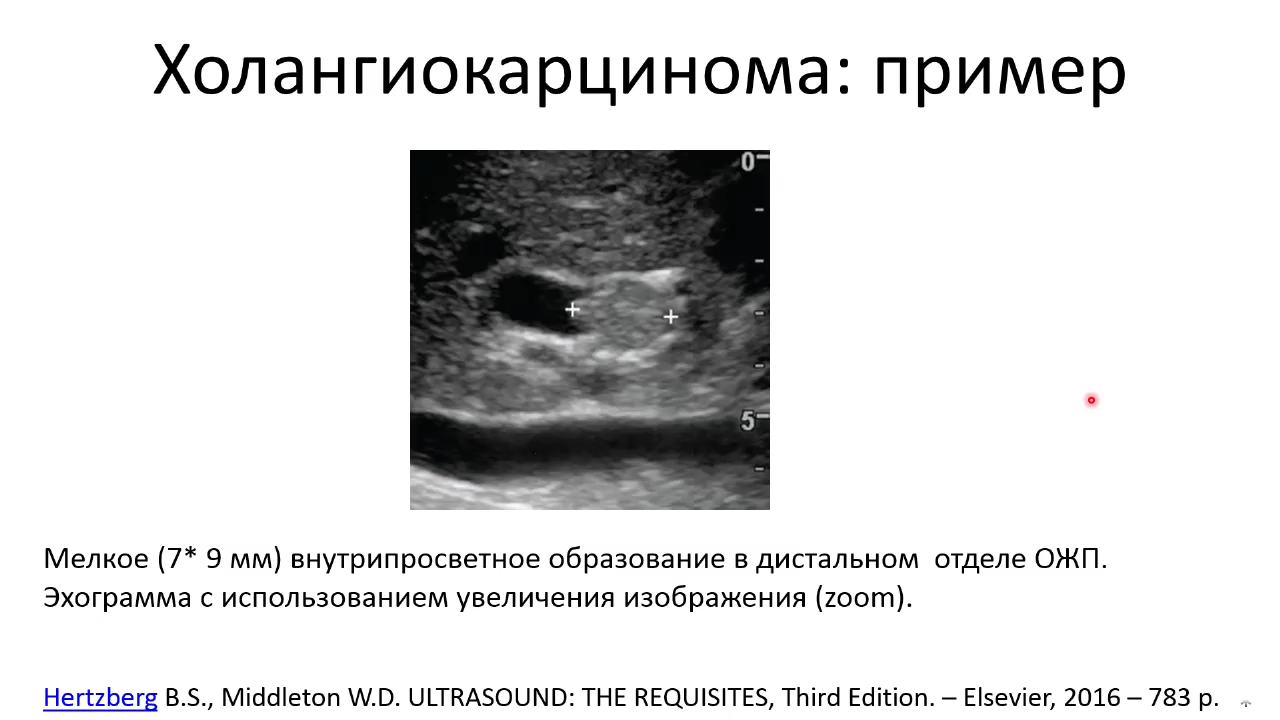 Холангиокарцинома: пример
0
5
Мелкое (7* 9 мм) внутрипросветное образование в дистальном  отделе ОЖП.
Эхограмма с использованием увеличения изображения (zoom).
Hertzberg B.S., Middleton W.D. ULTRASOUND: THE REQUISITES, Third Edition. – Elsevier, 2016 – 783 p.